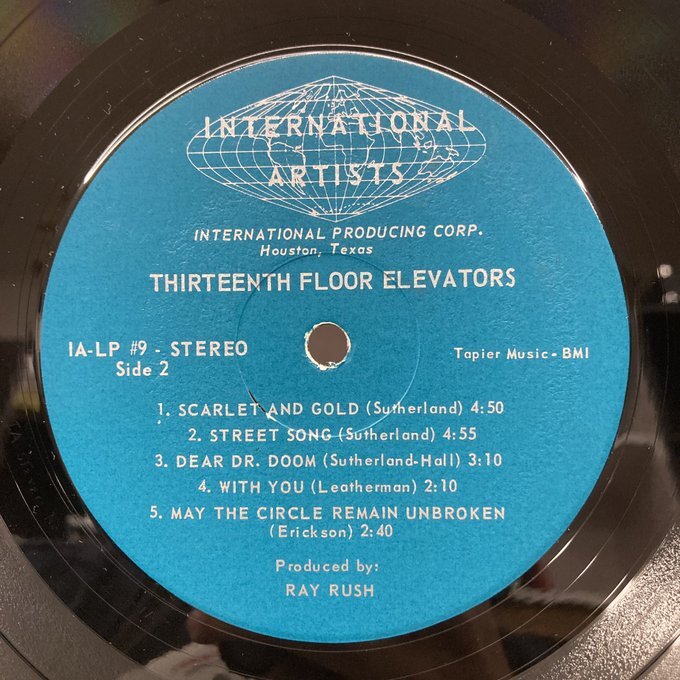 INTERNATIONAL
ARTISTS
INTERNATIONAL PRODUCING CORP.
Houston, Texas
THIRTEENTH FLOOR ELEVATORS
IA-LP #9 - STEREO
Side 2
Tapier Music - BMI
1. SCARLET AND GOLD (Sutherland) 4:50
2. STREET SONG (Sutherland) 4:55
3. DEAR DR. DOOM (Sutherland-Hall) 3:10
4. WITH YOU (Leatherman) 2:10
5. MAY THE CIRCLE REMAIN UNBROKEN
(Erickson) 2:40
Produced by:
RAY RUSH